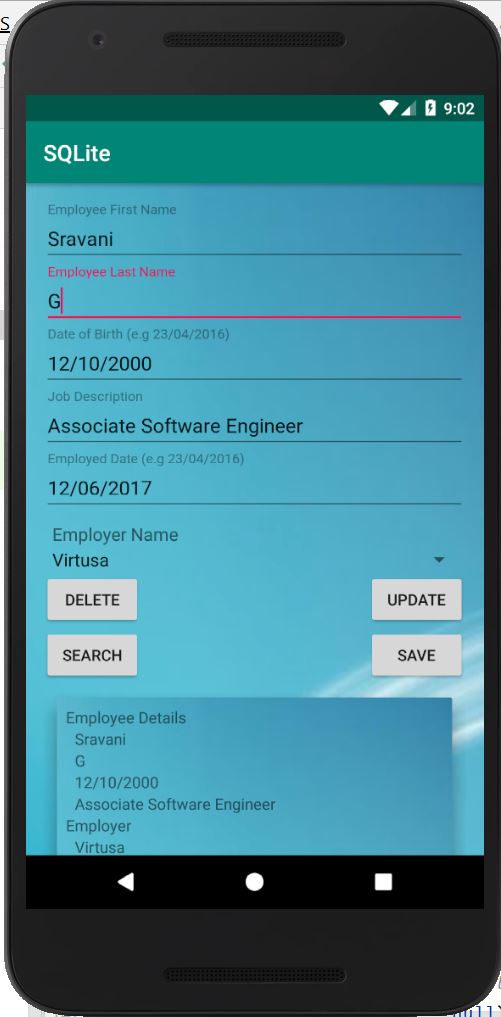 S
9:02
SQLite
Employee First Name
Sravani
Employee Last Name
G
Date of Birth (e.g 23/04/2016)
12/10/2000
Job Description
Associate Software Engineer
Employed Date (e.g 23/04/2016)
12/06/2017
Employer Name
Virtusa
DELETE UPDATE
SEARCH SAVE
Employee Details
Sravani
G
12/10/2000
Associate Software Engineer
Employer
Virtusa